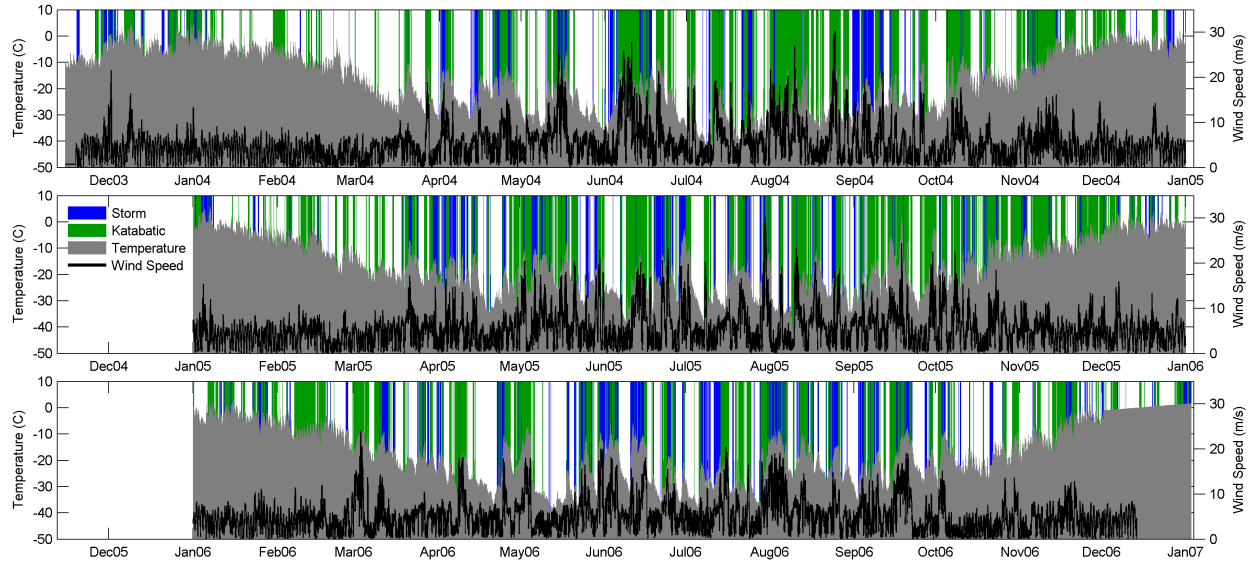 10
0
-10
-20
-30
-40
-50
Temperature (C)
30
20
10
0
Wind Speed (m/s)
Dec03 Jan04 Feb04 Mar04 Apr04 May04 Jun04 Jul04 Aug04 Sep04 Oct04 Nov04 Dec04 Jan05
10
0
-10
-20
-30
-40
-50
Temperature (C)
Storm
Katabatic
Temperature
Wind Speed
30
20
10
0
Wind Speed (m/s)
Dec04 Jan05 Feb05 Mar05 Apr05 May05 Jun05 Jul05 Aug05 Sep05 Oct05 Nov05 Dec05 Jan06
10
0
-10
-20
-30
-40
-50
Temperature (C)
30
20
10
0
Wind Speed (m/s)
Dec05 Jan06 Feb06 Mar06 Apr06 May06 Jun06 Jul06 Aug06 Sep06 Oct06 Nov06 Dec06 Jan07